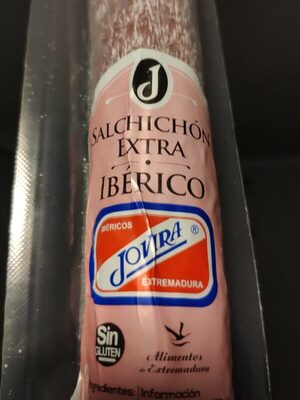 J
SALCHICHÓN
EXTRA
IBÉRICO
IBÉRICOS
JOVIRA ®
EXTREMADURA
Sin
GLUTEN
Alimentos
de Extremadura
Ingredientes: Información